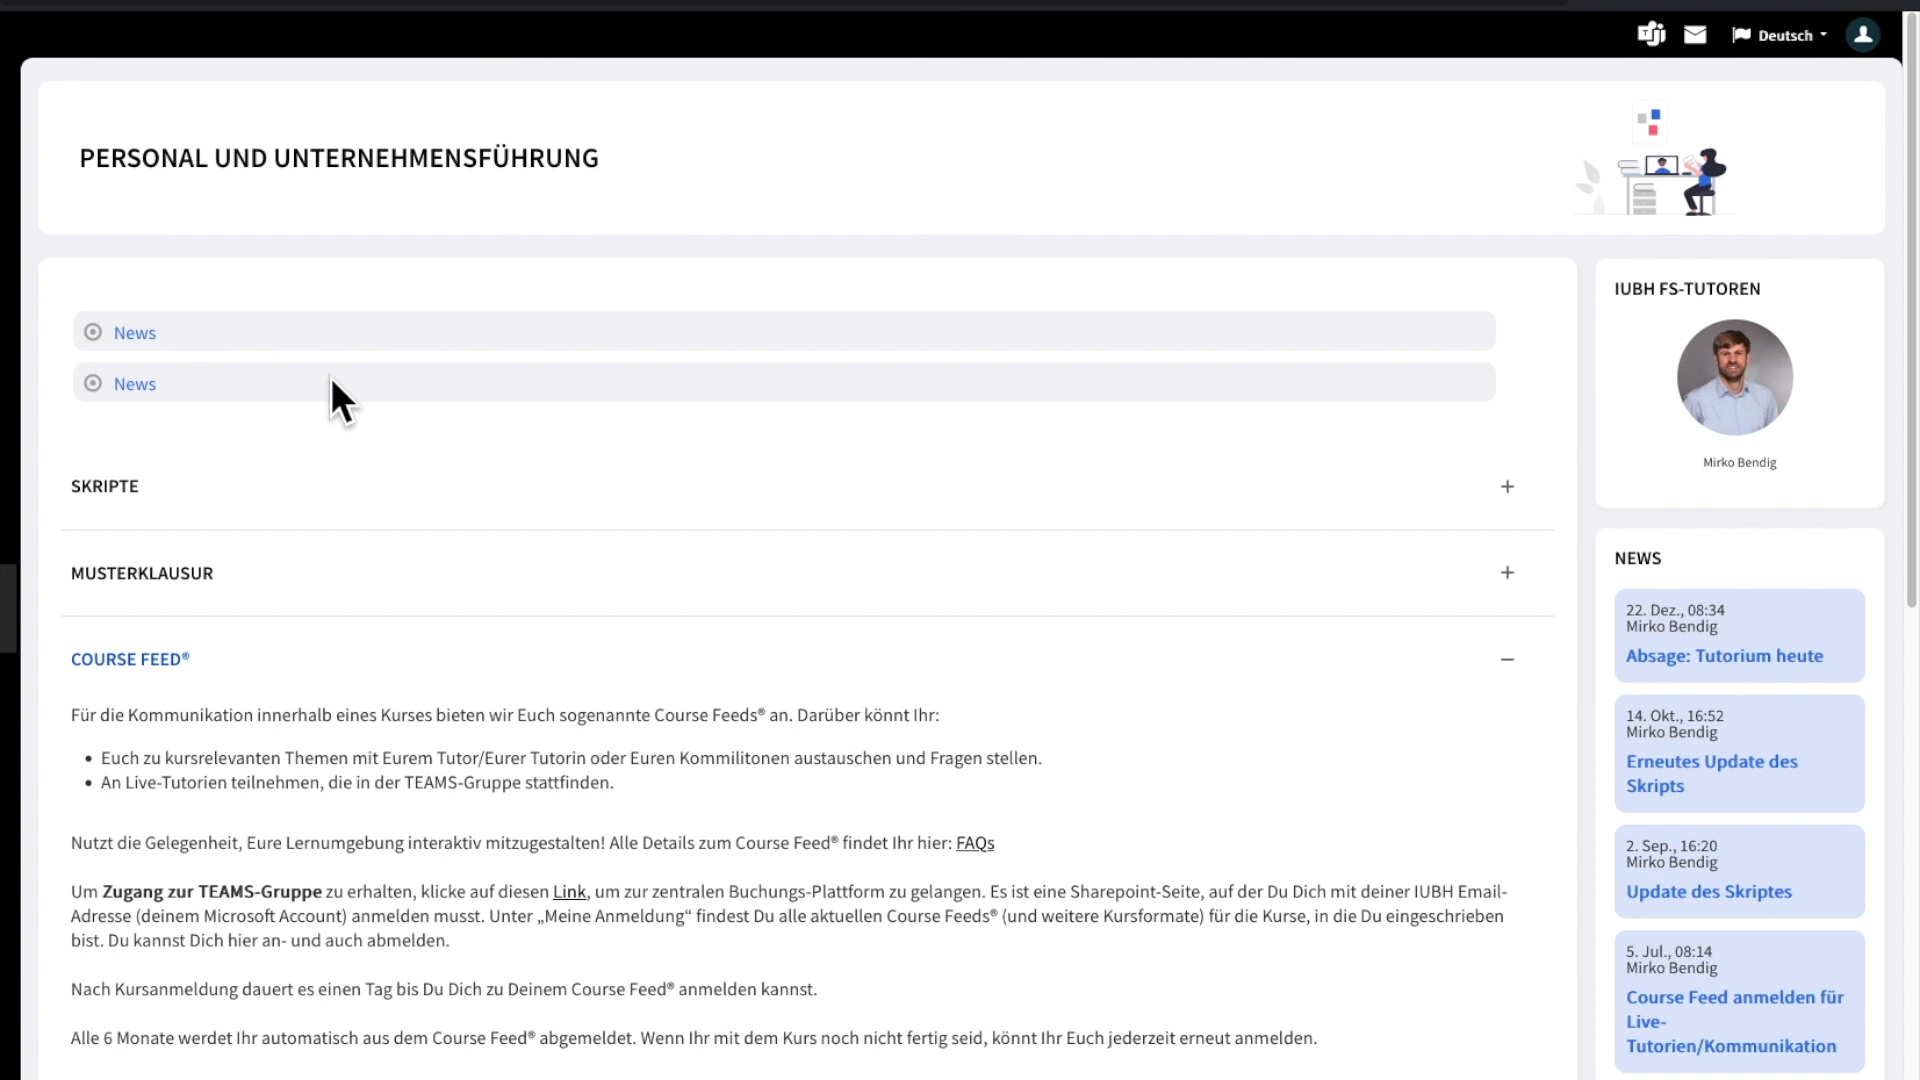 Deutsch
PERSONAL UND UNTERNEHMENSFÜHRUNG
News
News
SKRIPTE
MUSTERKLAUSUR
COURSE FEED®
Für die Kommunikation innerhalb eines Kurses bieten wir Euch sogenannte Course Feeds® an. Darüber könnt Ihr:
• Euch zu kursrelevanten Themen mit Eurem Tutor/Eurer Tutorin oder Euren Kommilitonen austauschen und Fragen stellen.
• An Live-Tutorien teilnehmen, die in der TEAMS-Gruppe stattfinden.
Nutzt die Gelegenheit, Eure Lernumgebung interaktiv mitzugestalten! Alle Details zum Course Feed® findet Ihr hier: FAQs
Um Zugang zur TEAMS-Gruppe zu erhalten, klicke auf diesen Link, um zur zentralen Buchungs-Plattform zu gelangen. Es ist eine Sharepoint-Seite, auf der Du Dich mit deiner IUBH Email-
Adresse (deinem Microsoft Account) anmelden musst. Unter „Meine Anmeldung“ findest Du alle aktuellen Course Feeds® (und weitere Kursformate) für die Kurse, in die Du eingeschrieben
bist. Du kannst Dich hier an- und auch abmelden.
Nach Kursanmeldung dauert es einen Tag bis Du Dich zu Deinem Course Feed® anmelden kannst.
Alle 6 Monate werdet Ihr automatisch aus dem Course Feed® abgemeldet. Wenn Ihr mit dem Kurs noch nicht fertig seid, könnt Ihr Euch jederzeit erneut anmelden.
IUBH FS-TUTOREN
Mirko Bendig
NEWS
22. Dez., 08:34
Mirko Bendig
Absage: Tutorium heute
14. Okt., 16:52
Mirko Bendig
Erneutes Update des
Skripts
2. Sep., 16:20
Mirko Bendig
Update des Skriptes
5. Jul., 08:14
Mirko Bendig
Course Feed anmelden für
Live-
Tutorien/Kommunikation